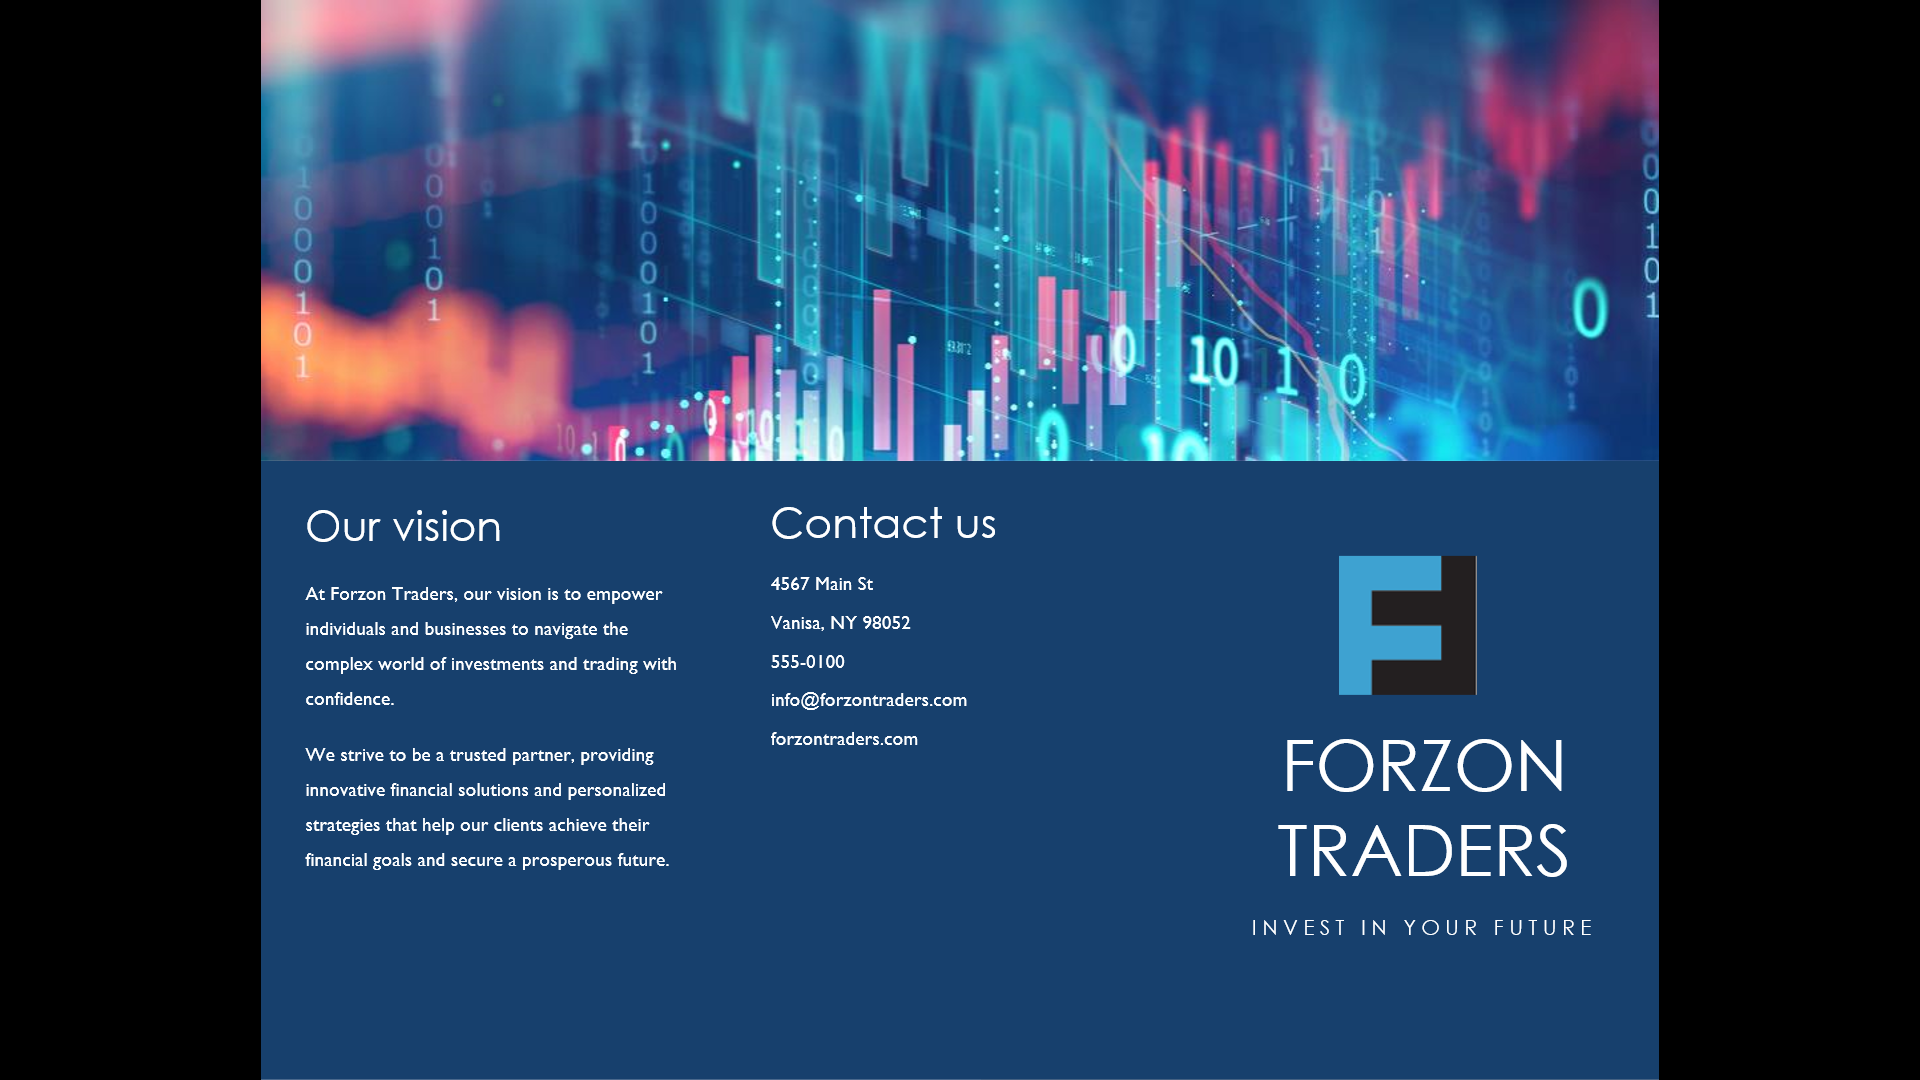 Our vision
At Forzon Traders, our vision is to empower
individuals and businesses to navigate the
complex world of investments and trading with
confidence.
We strive to be a trusted partner, providing
innovative financial solutions and personalized
strategies that help our clients achieve their
financial goals and secure a prosperous future.
Contact us
4567 Main St
Vanisa, NY 98052
555-0100
info@forzontraders.com
forzontraders.com
FORZON
TRADERS
INVEST IN YOUR FUTURE